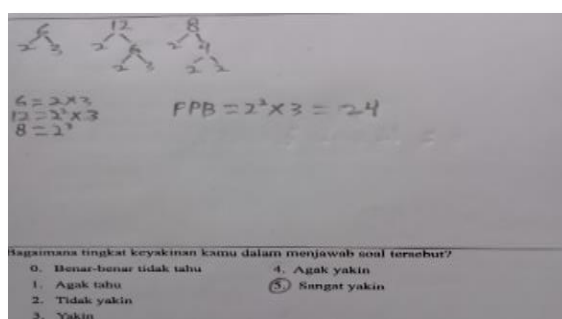 6 12 8
2 3 2 6 2 4
2 3 2 2
6 = 2×3
12 = 2²×3
8 = 2³
FPB = 2³×3 = 24
Bagaimana tingkat keyakinan kamu dalam menjawab soal tersebut?
0. Benar-benar tidak tahu
1. Agak tahu
2. Tidak yakin
3. Yakin
4. Agak yakin
5. Sangat yakin